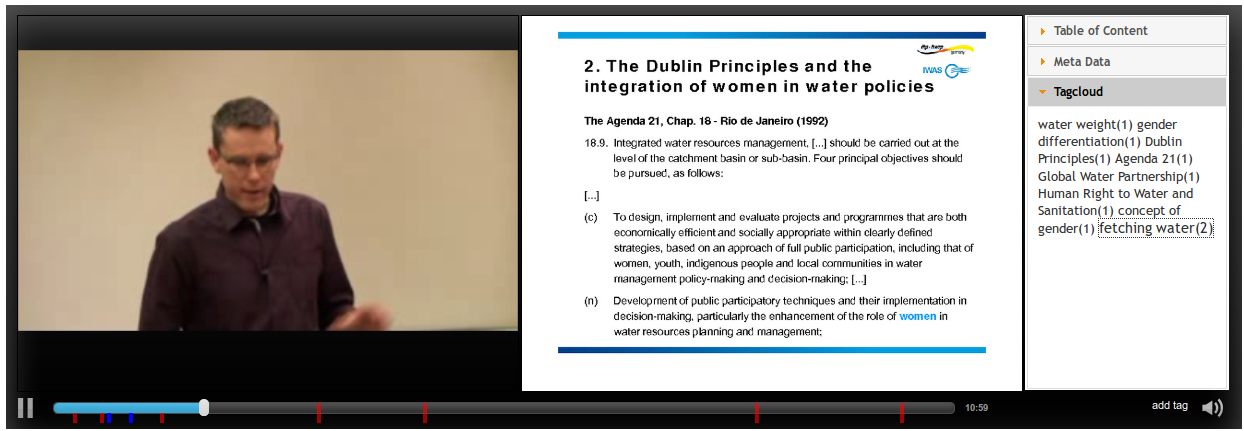 2. The Dublin Principles and the
integration of women in water policies
ihp-hwrp
germany
IWAS
The Agenda 21, Chap. 18 - Rio de Janeiro (1992)
18.9. Integrated water resources management, [...] should be carried out at the
level of the catchment basin or sub-basin. Four principal objectives should
be pursued, as follows:
[...]
(c) To design, implement and evaluate projects and programmes that are both
economically efficient and socially appropriate within clearly defined
strategies, based on an approach of full public participation, including that of
women, youth, indigenous people and local communities in water
management policy-making and decision-making; [...]
(n) Development of public participatory techniques and their implementation in
decision-making, particularly the enhancement of the role of women in
water resources planning and management;
Table of Content
Meta Data
Tagcloud
water weight(1) gender
differentiation(1) Dublin
Principles(1) Agenda 21(1)
Global Water Partnership(1)
Human Right to Water and
Sanitation(1) concept of
gender(1) fetching water(2)
10:59
add tag